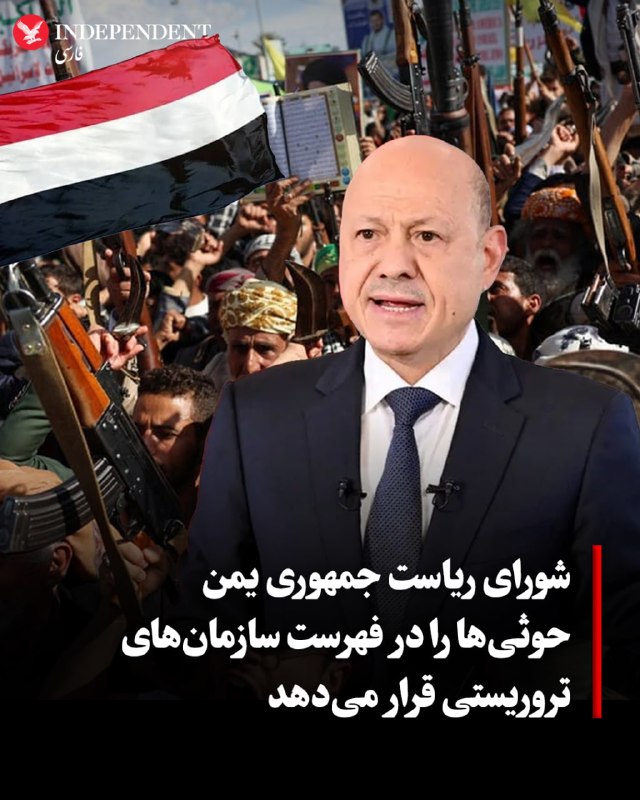 INDEPENDENT
فارسی
شورای ریاست جمهوری یمن
حوثی‌ها را در فهرست سازمان‌های
تروریستی قرار می‌دهد